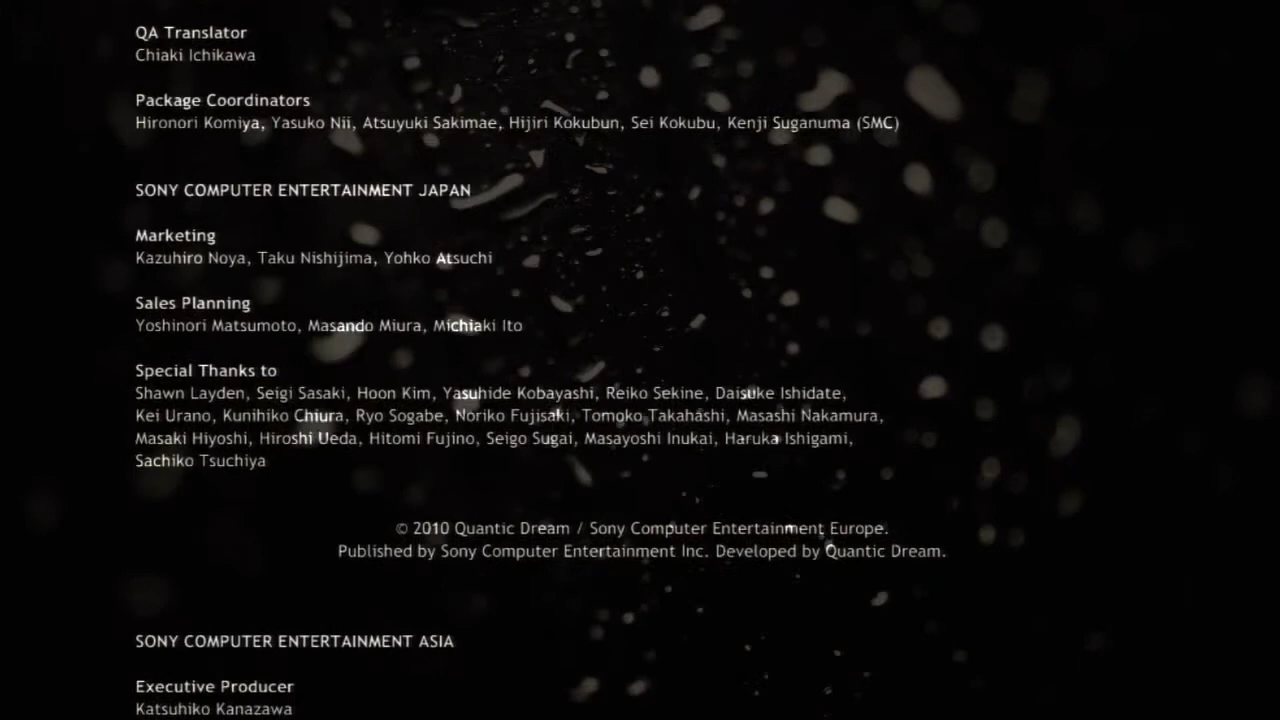 QA Translator
Chiaki Ichikawa
Package Coordinators
Hironori Komiya, Yasuko Nii, Atsuyuki Sakimae, Hijiri Kokubun, Sei Kokubu, Kenji Suganuma (SMC)
SONY COMPUTER ENTERTAINMENT JAPAN
Marketing
Kazuhiro Noya, Taku Nishijima, Yohko Atsuchi
Sales Planning
Yoshinori Matsumoto, Masando Miura, Michiaki Ito
Special Thanks to
Shawn Layden, Seigi Sasaki, Hoon Kim, Yasuhide Kobayashi, Reiko Sekine, Daisuke Ishidate,
Kei Urano, Kunihiko Chiura, Ryo Sogabe, Noriko Fujisaki, Tomoko Takahashi, Masashi Nakamura,
Masaki Hiyoshi, Hiroshi Ueda, Hitomi Fujino, Seigo Sugai, Masayoshi Inukai, Haruka Ishigami,
Sachiko Tsuchiya
© 2010 Quantic Dream / Sony Computer Entertainment Europe.
Published by Sony Computer Entertainment Inc. Developed by Quantic Dream.
SONY COMPUTER ENTERTAINMENT ASIA
Executive Producer
Katsuhiko Kanazawa